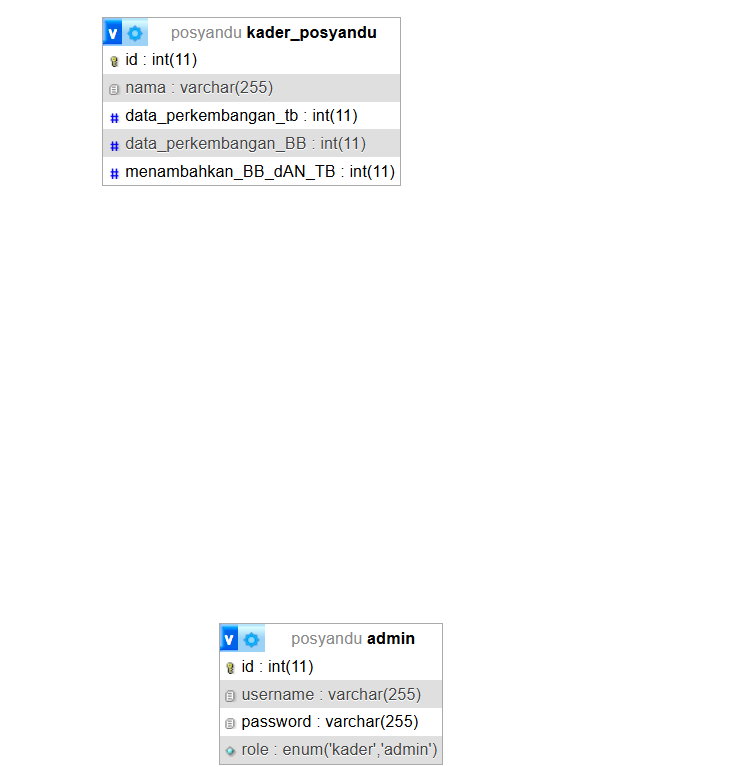 v posyandu kader_posyandu
id : int(11)
nama : varchar(255)
# data_perkembangan_tb : int(11)
# data_perkembangan_BB : int(11)
# menambahkan_BB_dAN_TB : int(11)
v posyandu admin
id : int(11)
username : varchar(255)
password : varchar(255)
role : enum('kader','admin')